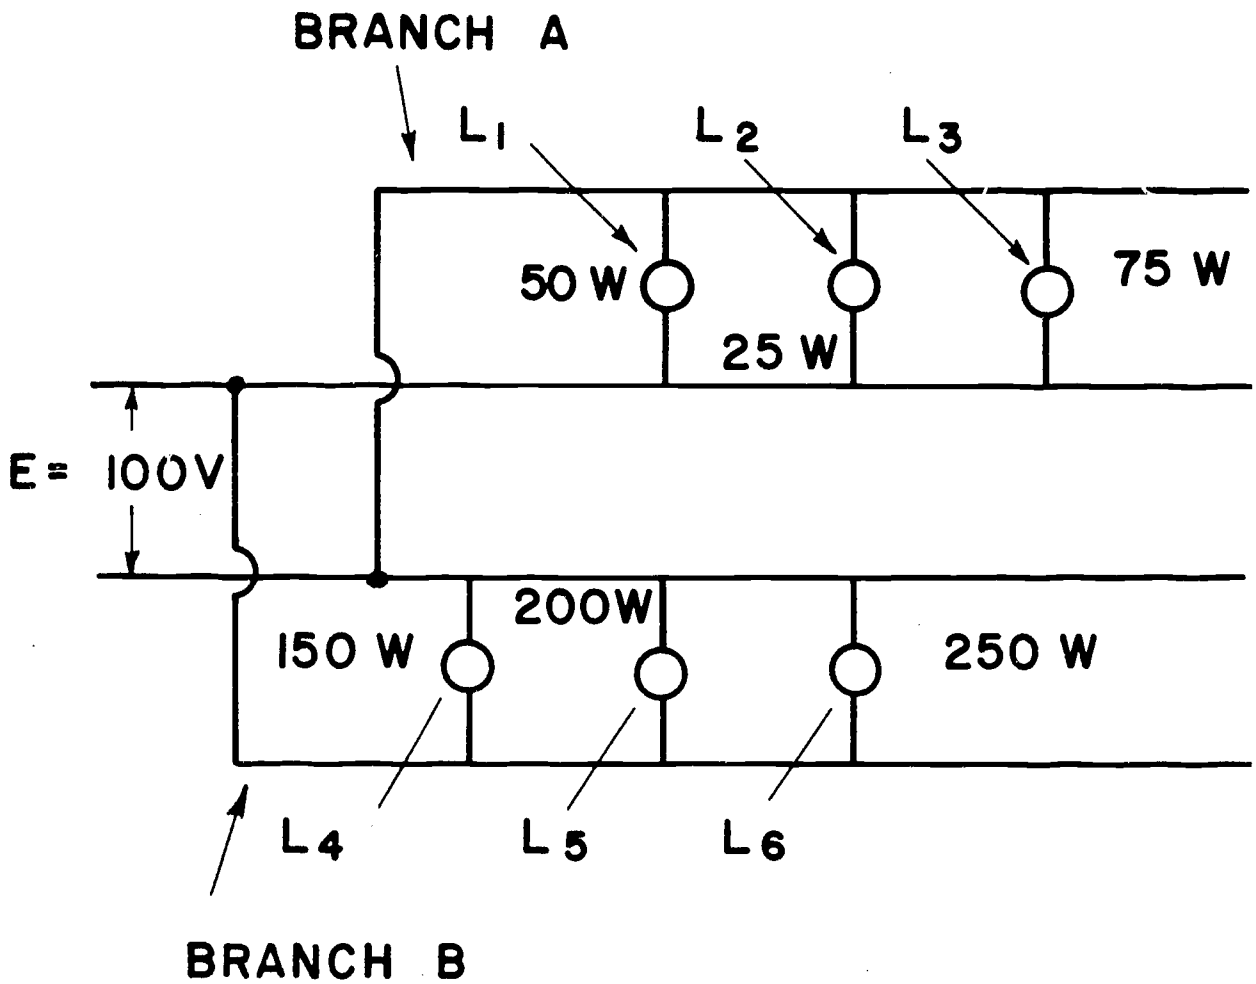 BRANCH A
L1 L2 L3
50 W 75 W
25 W
E = 100V
200W
150 W 250 W
L4 L5 L6
BRANCH B